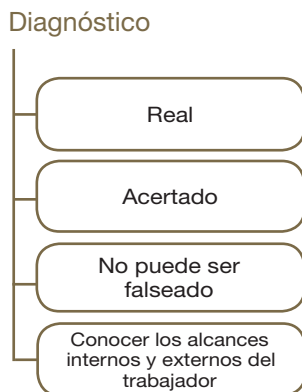 Diagnóstico
Real
Acertado
No puede ser
falseado
Conocer los alcances
internos y externos del
trabajador